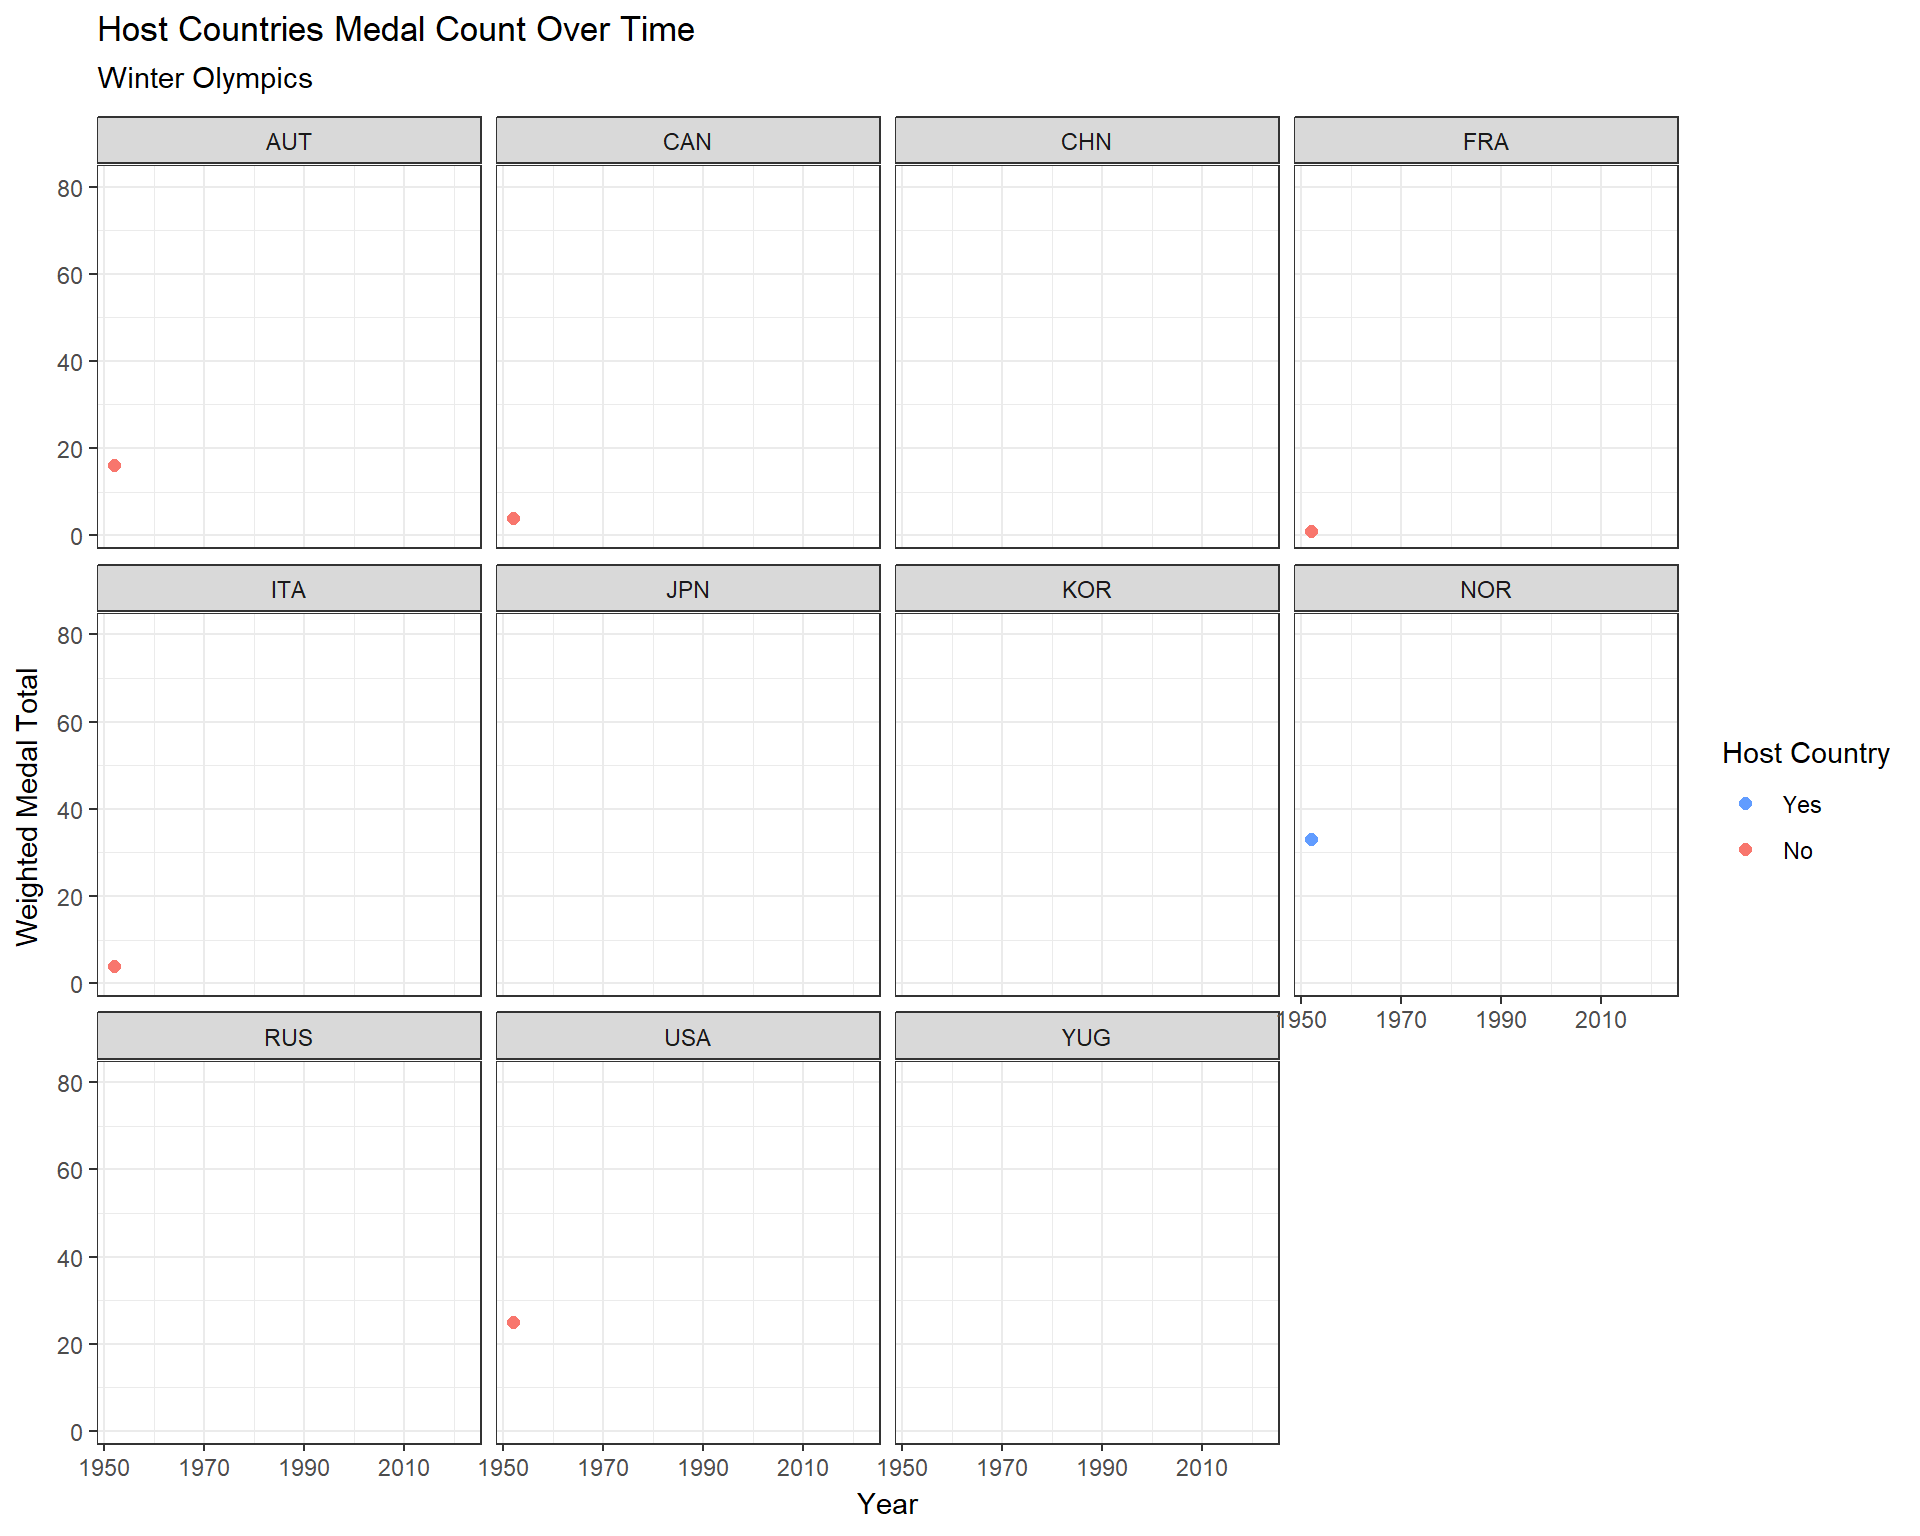 Host Countries Medal Count Over Time
Winter Olympics
AUT CAN CHN FRA
80
60
40
20
0
ITA JPN KOR NOR
80
60
40
20
0
1950 1970 1990 2010
RUS USA YUG
80
60
40
20
0
1950 1970 1990 2010 1950 1970 1990 2010 1950 1970 1990 2010
Year
Weighted Medal Total
Host Country
Yes
No